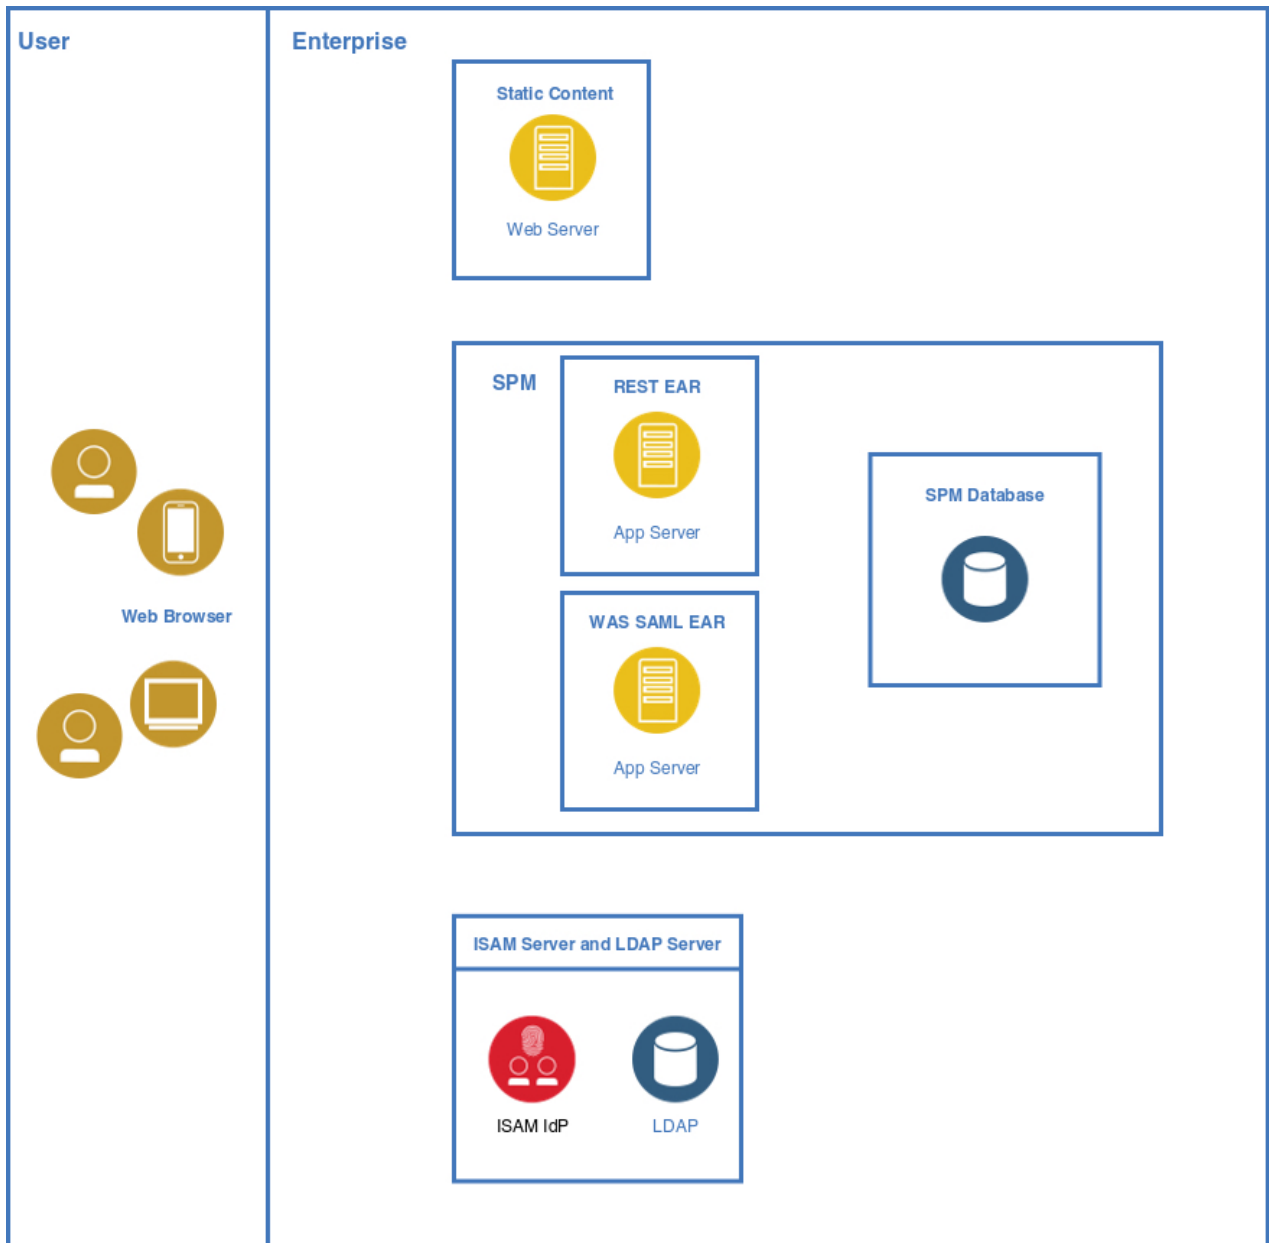 User
Enterprise
Static Content
Web Server
SPM
REST EAR
App Server
SPM Database
Web Browser
WAS SAML EAR
App Server
ISAM Server and LDAP Server
ISAM IdP
LDAP